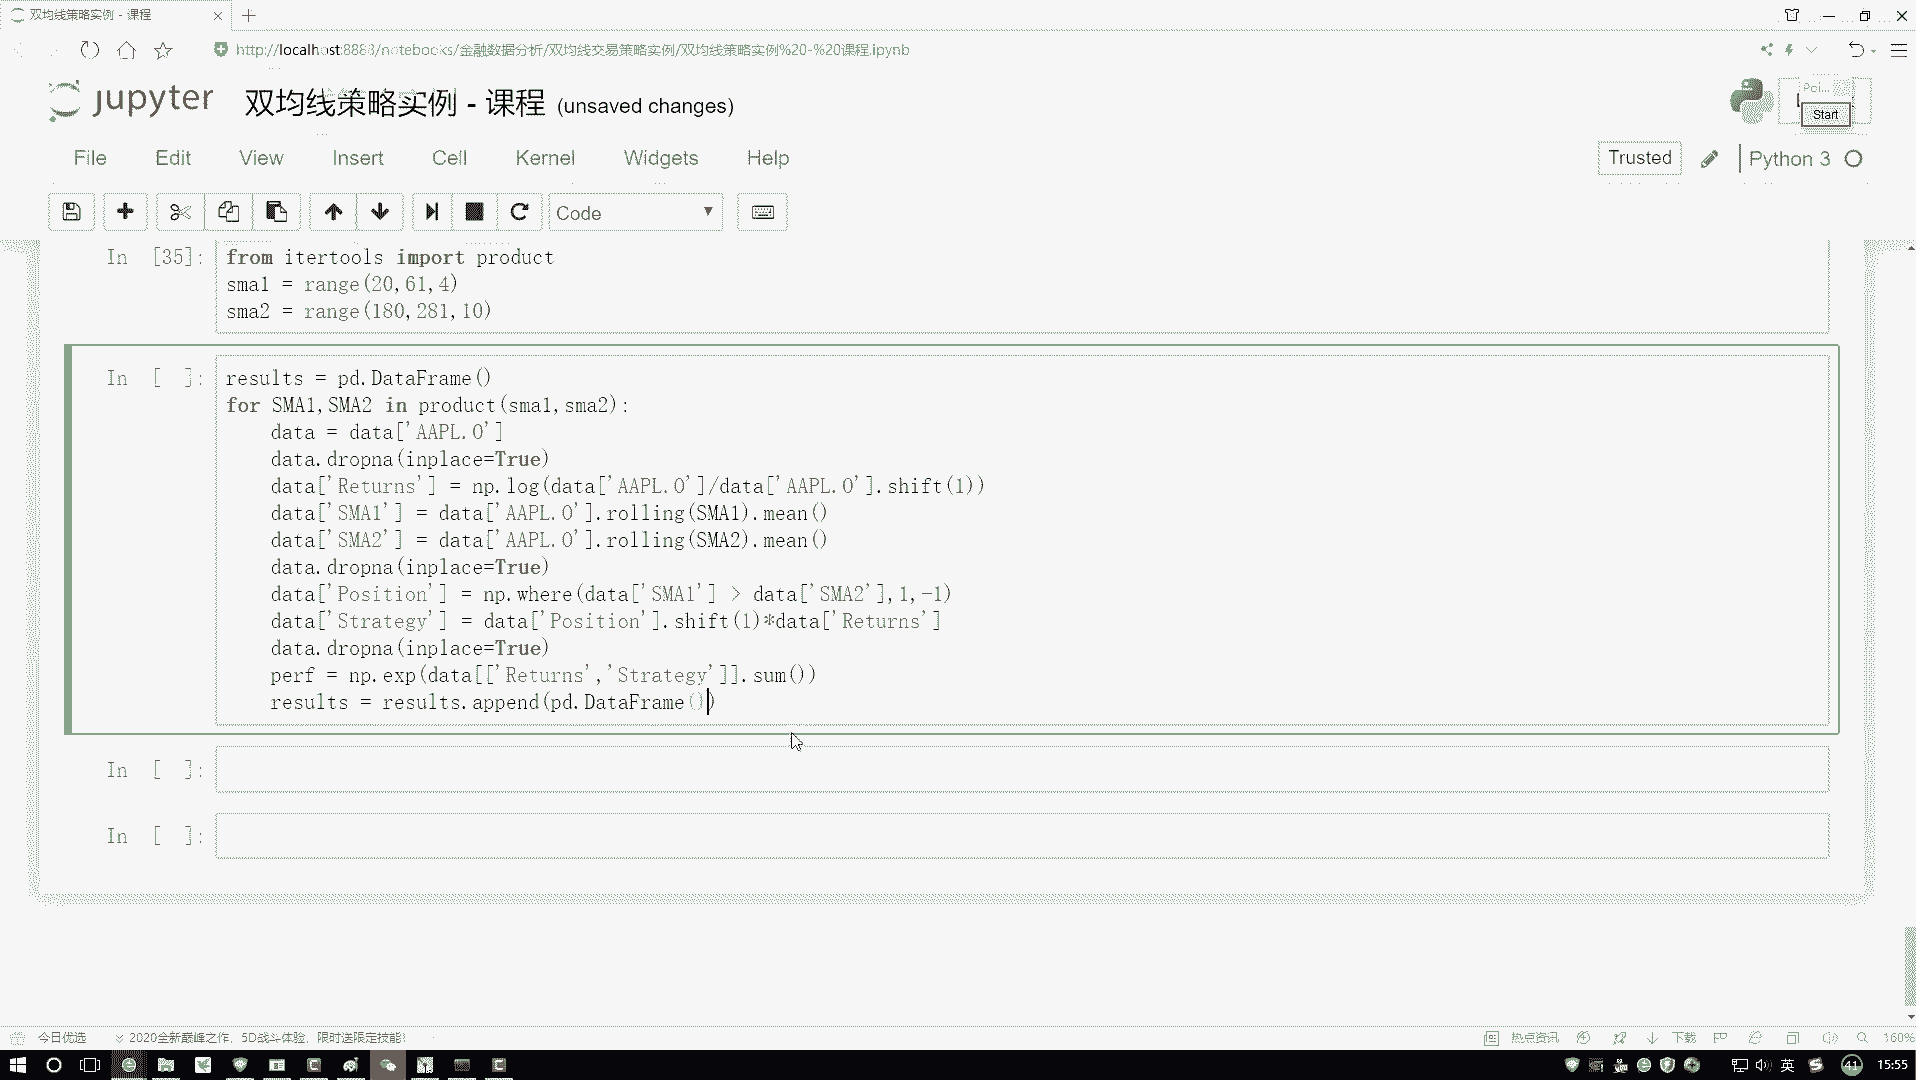 双均线策略实例 - 课程
http://localhost:8888/notebooks/金融数据分析/双均线交易策略实例/双均线策略实例%20-%20课程.ipynb
jupyter 双均线策略实例 - 课程 (unsaved changes)
Poi...
Start
File Edit View Insert Cell Kernel Widgets Help
Trusted
Python 3
Code
In [35]:
from itertools import product
sma1 = range(20,61,4)
sma2 = range(180,281,10)
In [ ]:
results = pd.DataFrame()
for SMA1,SMA2 in product(sma1,sma2):
data = data['AAPL.O']
data.dropna(inplace=True)
data['Returns'] = np.log(data['AAPL.O']/data['AAPL.O'].shift(1))
data['SMA1'] = data['AAPL.O'].rolling(SMA1).mean()
data['SMA2'] = data['AAPL.O'].rolling(SMA2).mean()
data.dropna(inplace=True)
data['Position'] = np.where(data['SMA1'] > data['SMA2'],1,-1)
data['Strategy'] = data['Position'].shift(1)*data['Returns']
data.dropna(inplace=True)
perf = np.exp(data[['Returns','Strategy']].sum())
results = results.append(pd.DataFrame())
In [ ]:
In [ ]:
今日优选 2020全新巅峰之作，5D战斗体验，限时送限定技能！
热点资讯
下载
160%
英
41
15:55